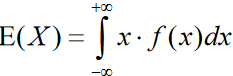 E(X) = ∫_{-∞}^{+∞} x · f(x)dx